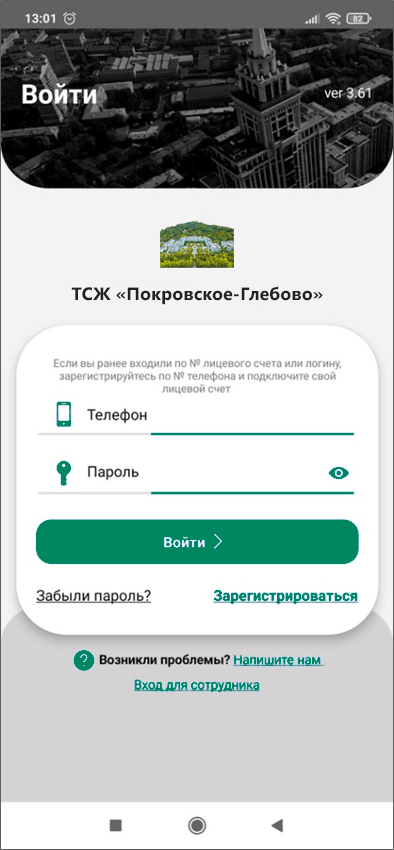 13:01
82
Войти
ver 3.61
ТСЖ «Покровское-Глебово»
Если вы ранее входили по № лицевого счета или логину,
зарегистрируйтесь по № телефона и подключите свой
лицевой счет
Телефон
Пароль
Войти
Забыли пароль? Зарегистрироваться
? Возникли проблемы? Напишите нам
Вход для сотрудника